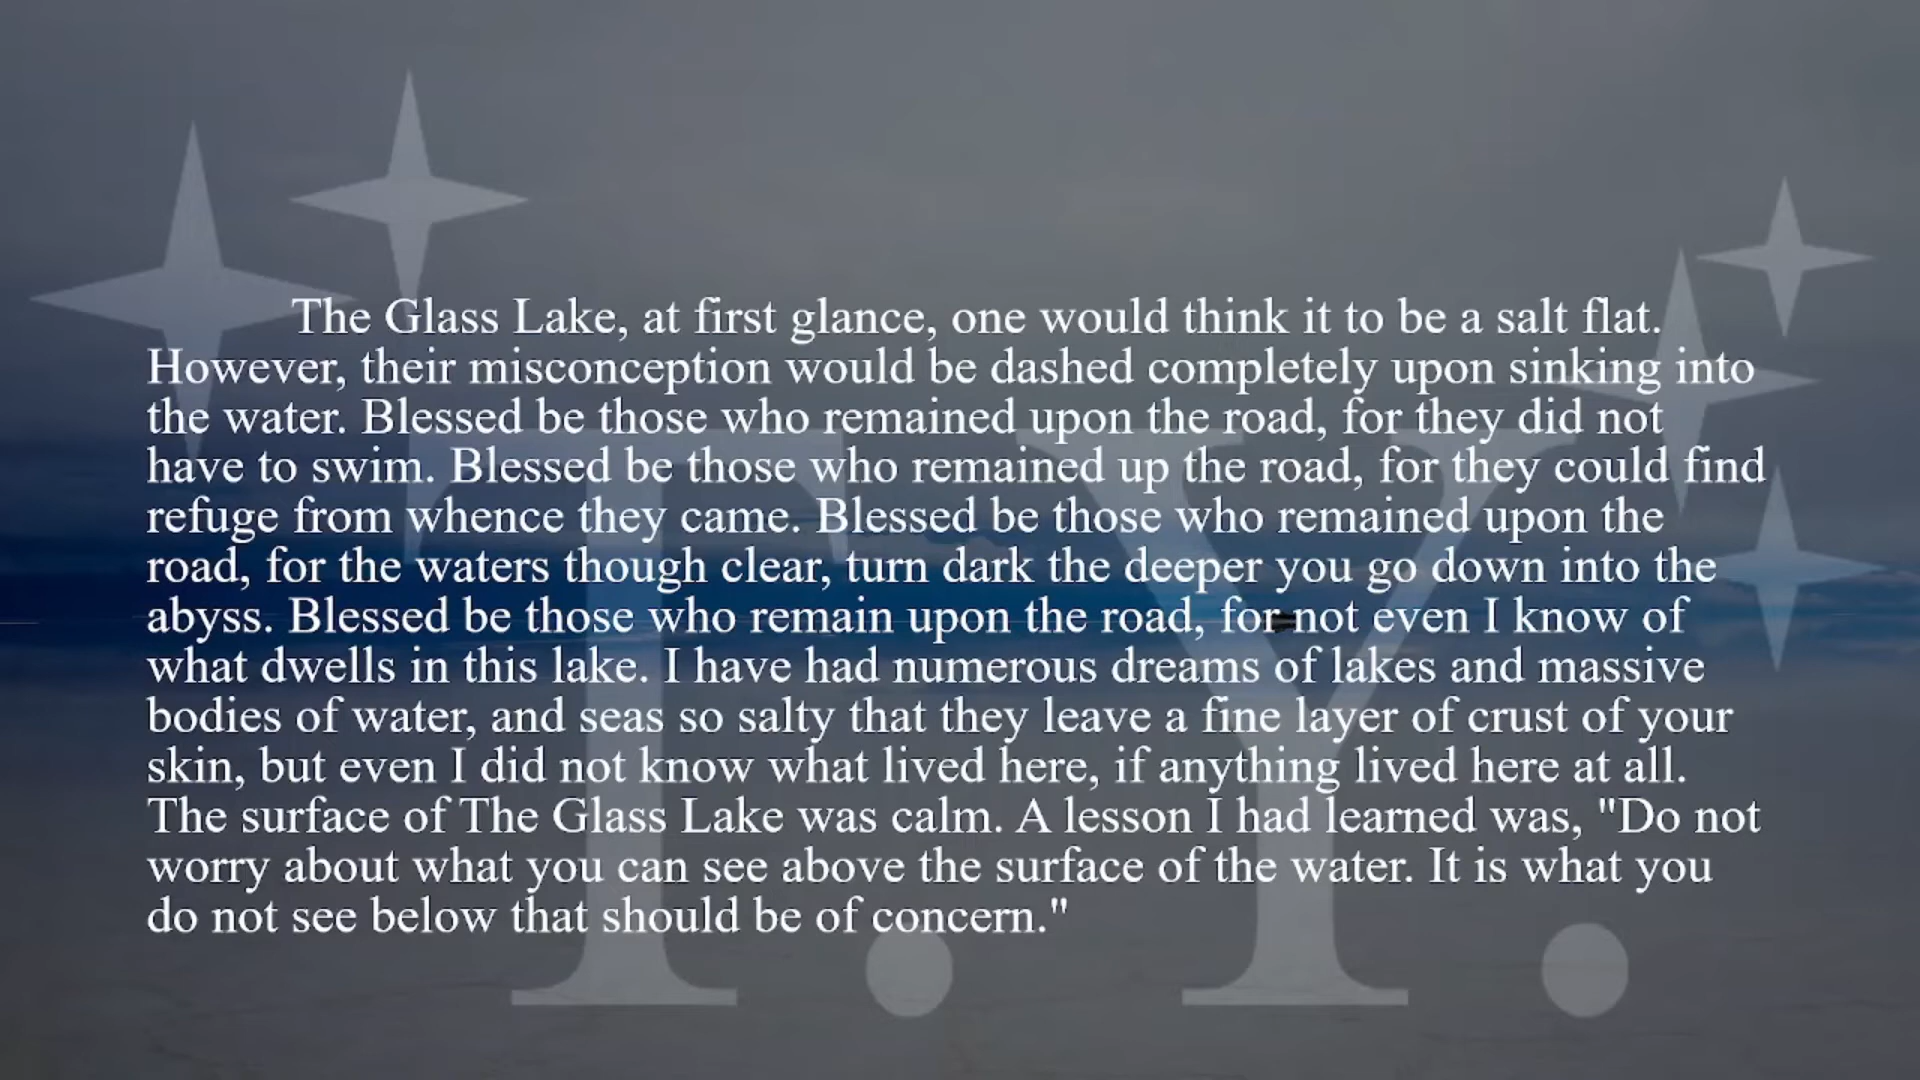 The Glass Lake, at first glance, one would think it to be a salt flat.
However, their misconception would be dashed completely upon sinking into
the water. Blessed be those who remained upon the road, for they did not
have to swim. Blessed be those who remained up the road, for they could find
refuge from whence they came. Blessed be those who remained upon the
road, for the waters though clear, turn dark the deeper you go down into the
abyss. Blessed be those who remain upon the road, for not even I know of
what dwells in this lake. I have had numerous dreams of lakes and massive
bodies of water, and seas so salty that they leave a fine layer of crust of your
skin, but even I did not know what lived here, if anything lived here at all.
The surface of The Glass Lake was calm. A lesson I had learned was, "Do not
worry about what you can see above the surface of the water. It is what you
do not see below that should be of concern."
T.Y.